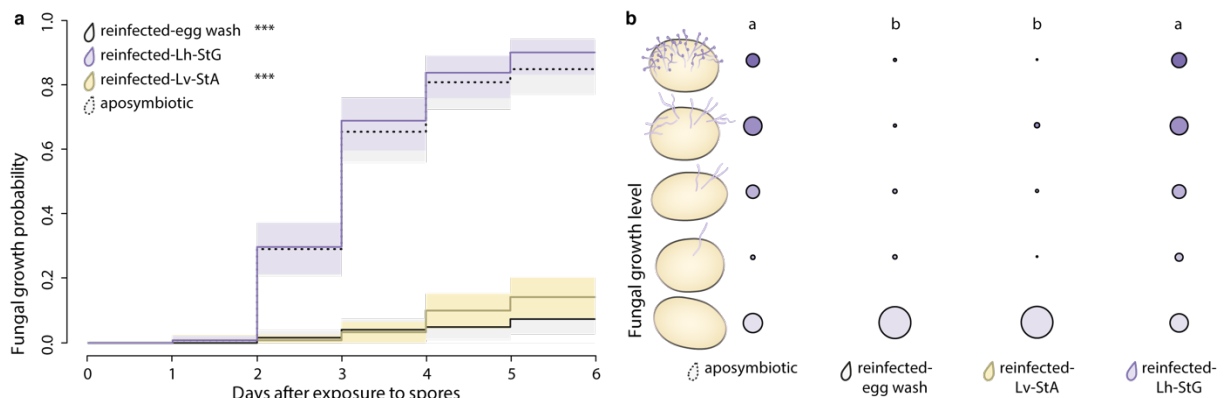 a
1.0
0.8
0.6
0.4
0.2
0.0
Fungal growth probability
reinfected-egg wash ***
reinfected-Lh-StG
reinfected-Lv-StA ***
aposymbiotic
0 1 2 3 4 5 6
Days after exposure to spores
b
a b b a
Fungal growth level
aposymbiotic
reinfected-
egg wash
reinfected-
Lv-StA
reinfected-
Lh-StG